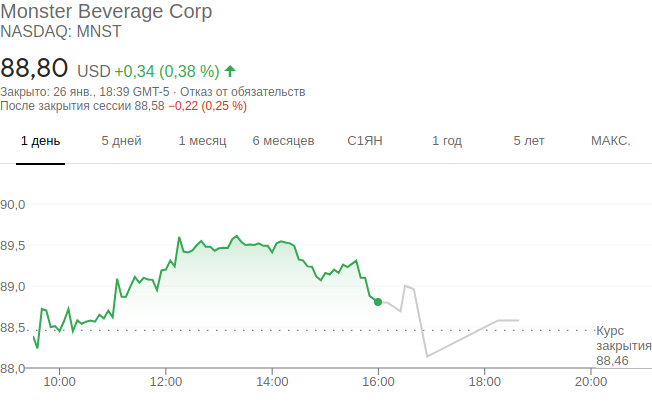 Monster Beverage Corp
NASDAQ: MNST
88,80 USD +0,34 (0,38 %)
Закрыто: 26 янв., 18:39 GMT-5 · Отказ от обязательств
После закрытия сессии 88,58 −0,22 (0,25 %)
1 день 5 дней 1 месяц 6 месяцев С1ЯН 1 год 5 лет МАКС.
90,0
89,5
89,0
88,5
Курс
закрытия
88,46
88,0
10:00 12:00 14:00 16:00 18:00 20:00